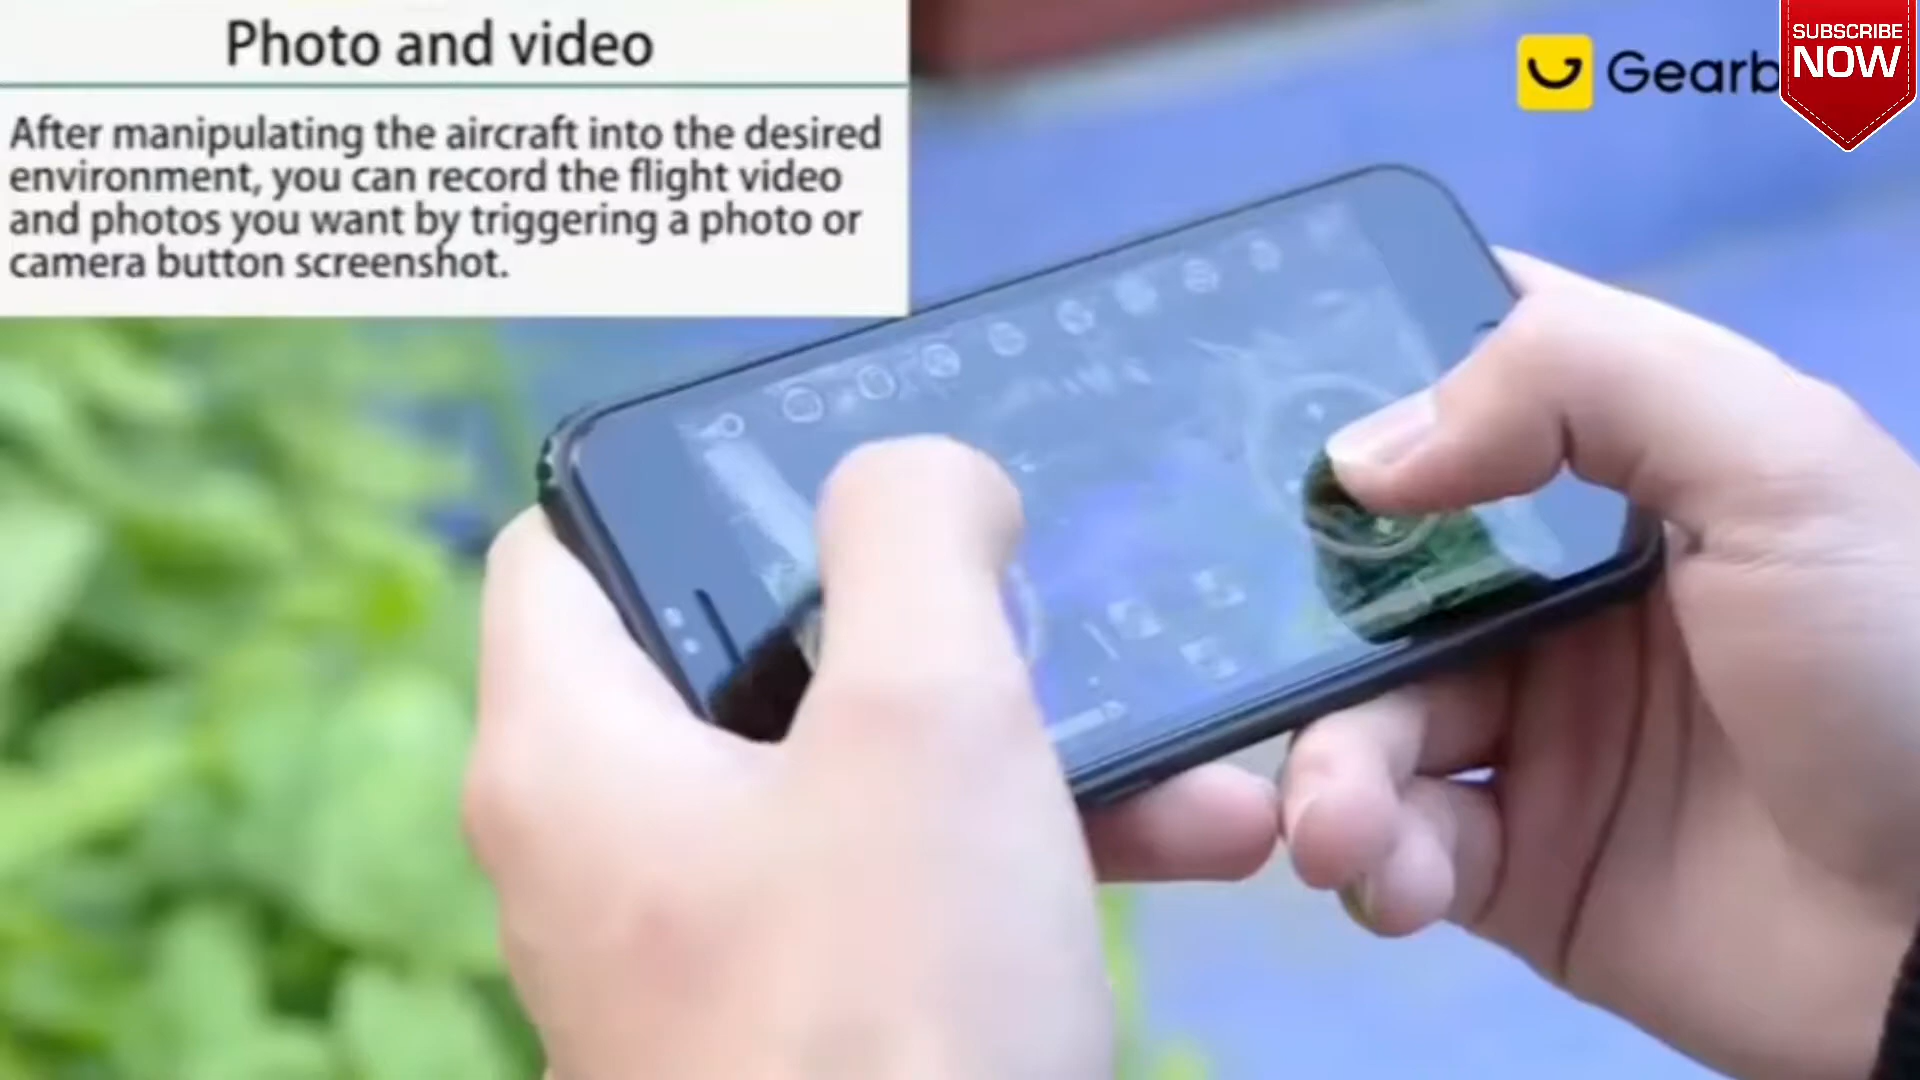 Photo and video
After manipulating the aircraft into the desired
environment, you can record the flight video
and photos you want by triggering a photo or
camera button screenshot.
Gearb
SUBSCRIBE
NOW